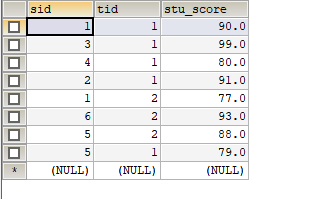 sid tid stu_score
1 1 90.0
3 1 99.0
4 1 80.0
2 1 91.0
1 2 77.0
6 2 93.0
5 2 88.0
5 1 79.0
* (NULL) (NULL) (NULL)